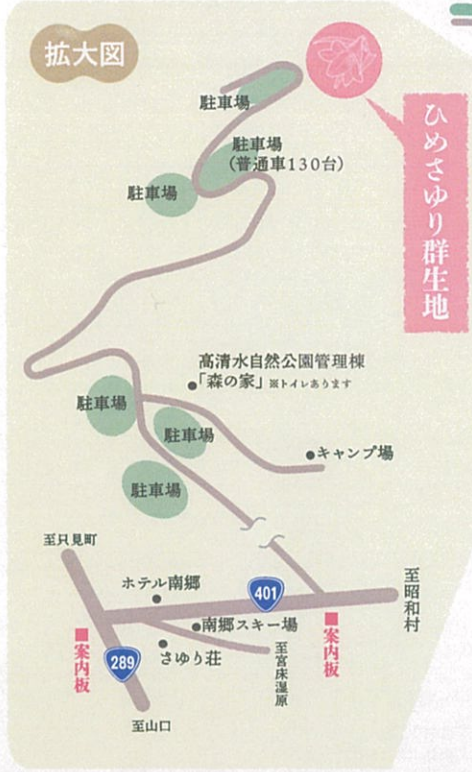 拡大図
駐車場
駐車場
（普通車130台）
駐車場
ひめさゆり群生地
高清水自然公園管理棟
「森の家」※トイレあります
駐車場
駐車場
キャンプ場
駐車場
至只見町
ホテル南郷
401
至昭和村
南郷スキー場
■案内板
さゆり荘
至宮床湿原
■案内板
289
至山口